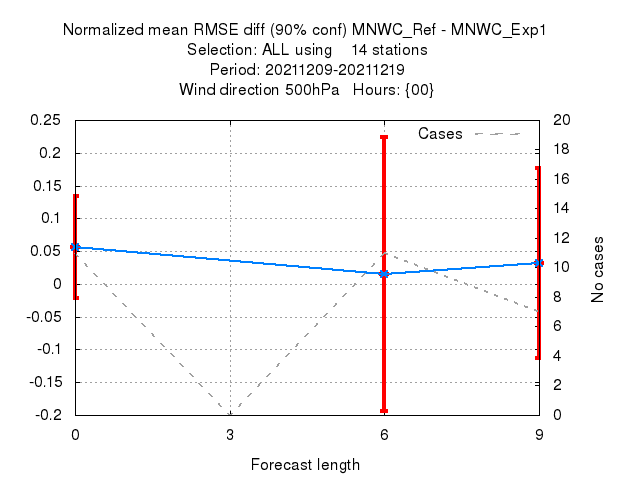 Normalized mean RMSE diff (90% conf) MNWC_Ref - MNWC_Exp1
Selection: ALL using    14 stations
Period: 20211209-20211219
Wind direction 500hPa   Hours: {00}
Cases
0.25
0.2
0.15
0.1
0.05
0
-0.05
-0.1
-0.15
-0.2
20
18
16
14
12
10
8
6
4
2
0
No cases
0 3 6 9
Forecast length